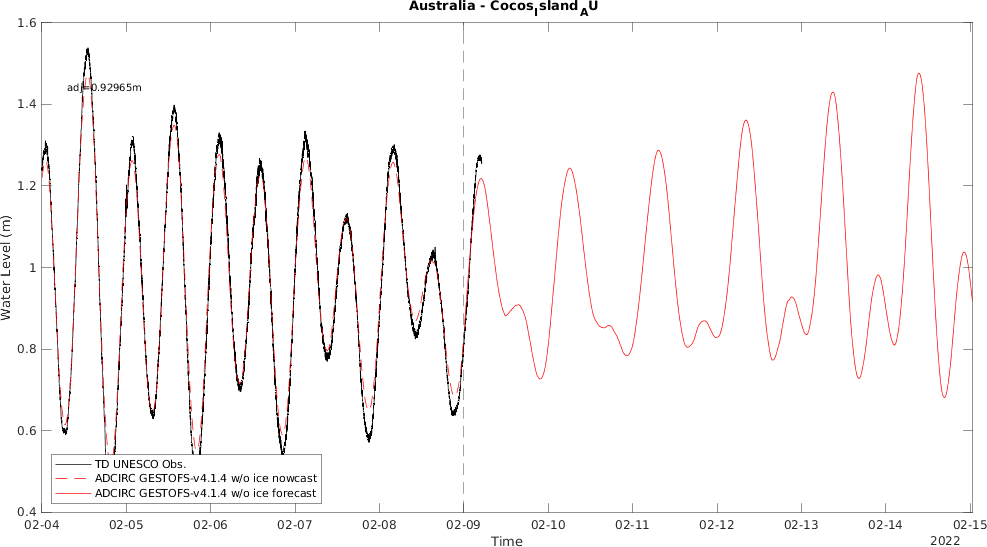 Australia - Cocos_Island_AU
1.6
1.4
1.2
1
0.8
0.6
0.4
Water Level (m)
adj=0.92965m
TD UNESCO Obs.
ADCIRC GESTOFS-v4.1.4 w/o ice nowcast
ADCIRC GESTOFS-v4.1.4 w/o ice forecast
02-04 02-05 02-06 02-07 02-08 02-09 02-10 02-11 02-12 02-13 02-14 02-15
Time
2022